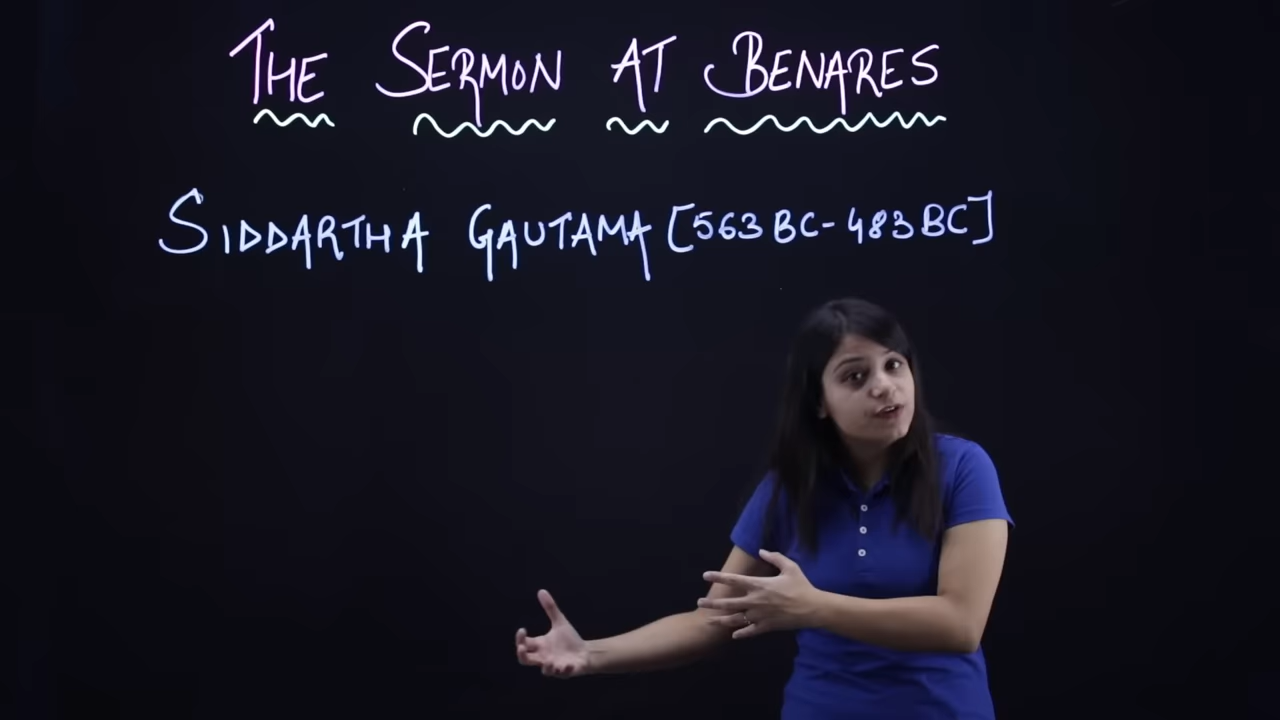 THE SERMON AT BENARES
SIDDARTHA GAUTAMA [563 BC - 483 BC]